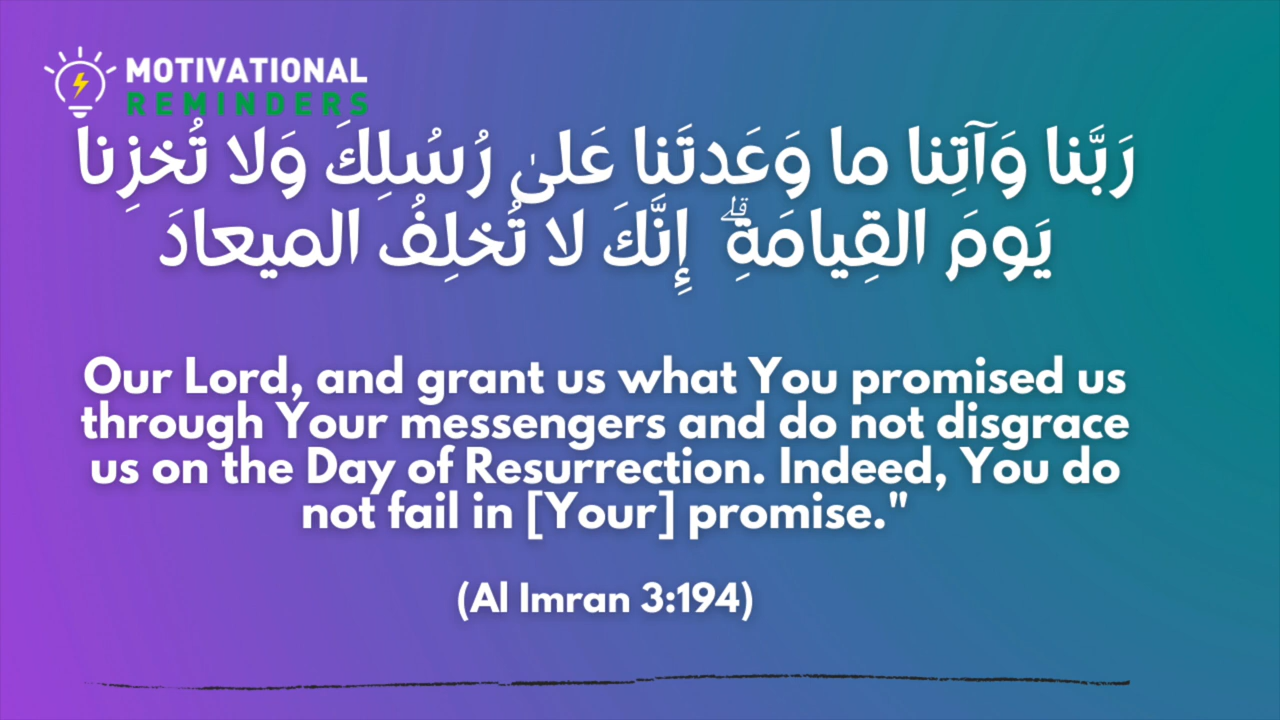 MOTIVATIONAL
REMINDERS
رَبَّنا وَآتِنا ما وَعَدتَنا عَلىٰ رُسُلِكَ وَلا تُخزِنا
يَومَ القِيامَةِ ۗ إِنَّكَ لا تُخلِفُ الميعادَ
Our Lord, and grant us what You promised us
through Your messengers and do not disgrace
us on the Day of Resurrection. Indeed, You do
not fail in [Your] promise."
(Al Imran 3:194)